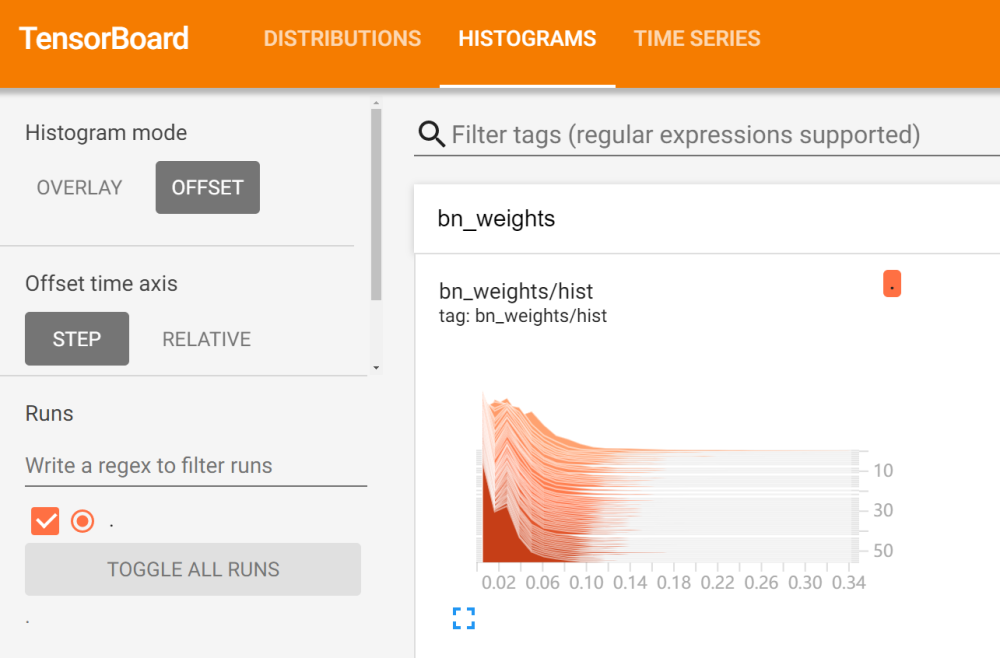 TensorBoard DISTRIBUTIONS HISTOGRAMS TIME SERIES
Histogram mode
OVERLAY OFFSET
Offset time axis
STEP RELATIVE
Runs
Write a regex to filter runs
.
TOGGLE ALL RUNS
.
Filter tags (regular expressions supported)
bn_weights
bn_weights/hist
tag: bn_weights/hist
.
10
30
50
0.02 0.06 0.10 0.14 0.18 0.22 0.26 0.30 0.34